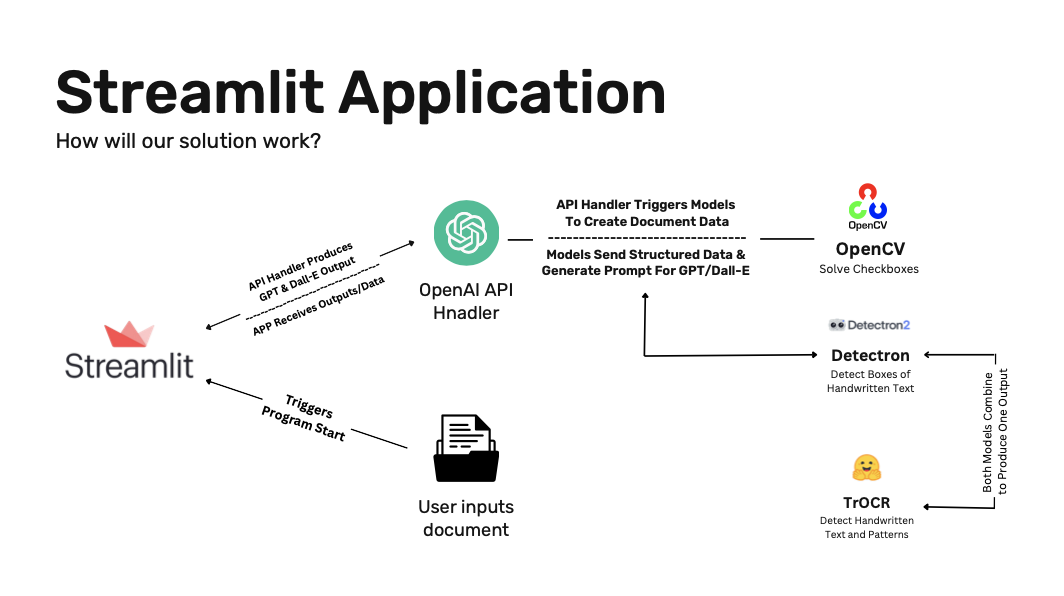 Streamlit Application
How will our solution work?
API Handler Produces
GPT & Dall-E Output
APP Receives Outputs/Data
Streamlit
Triggers
Program Start
OpenAI API
Hnadler
User inputs
document
API Handler Triggers Models
To Create Document Data
Models Send Structured Data &
Generate Prompt For GPT/Dall-E
OpenCV
OpenCV
Solve Checkboxes
Detectron2
Detectron
Detect Boxes of
Handwritten Text
Both Models Combine
to Produce One Output
TrOCR
Detect Handwritten
Text and Patterns